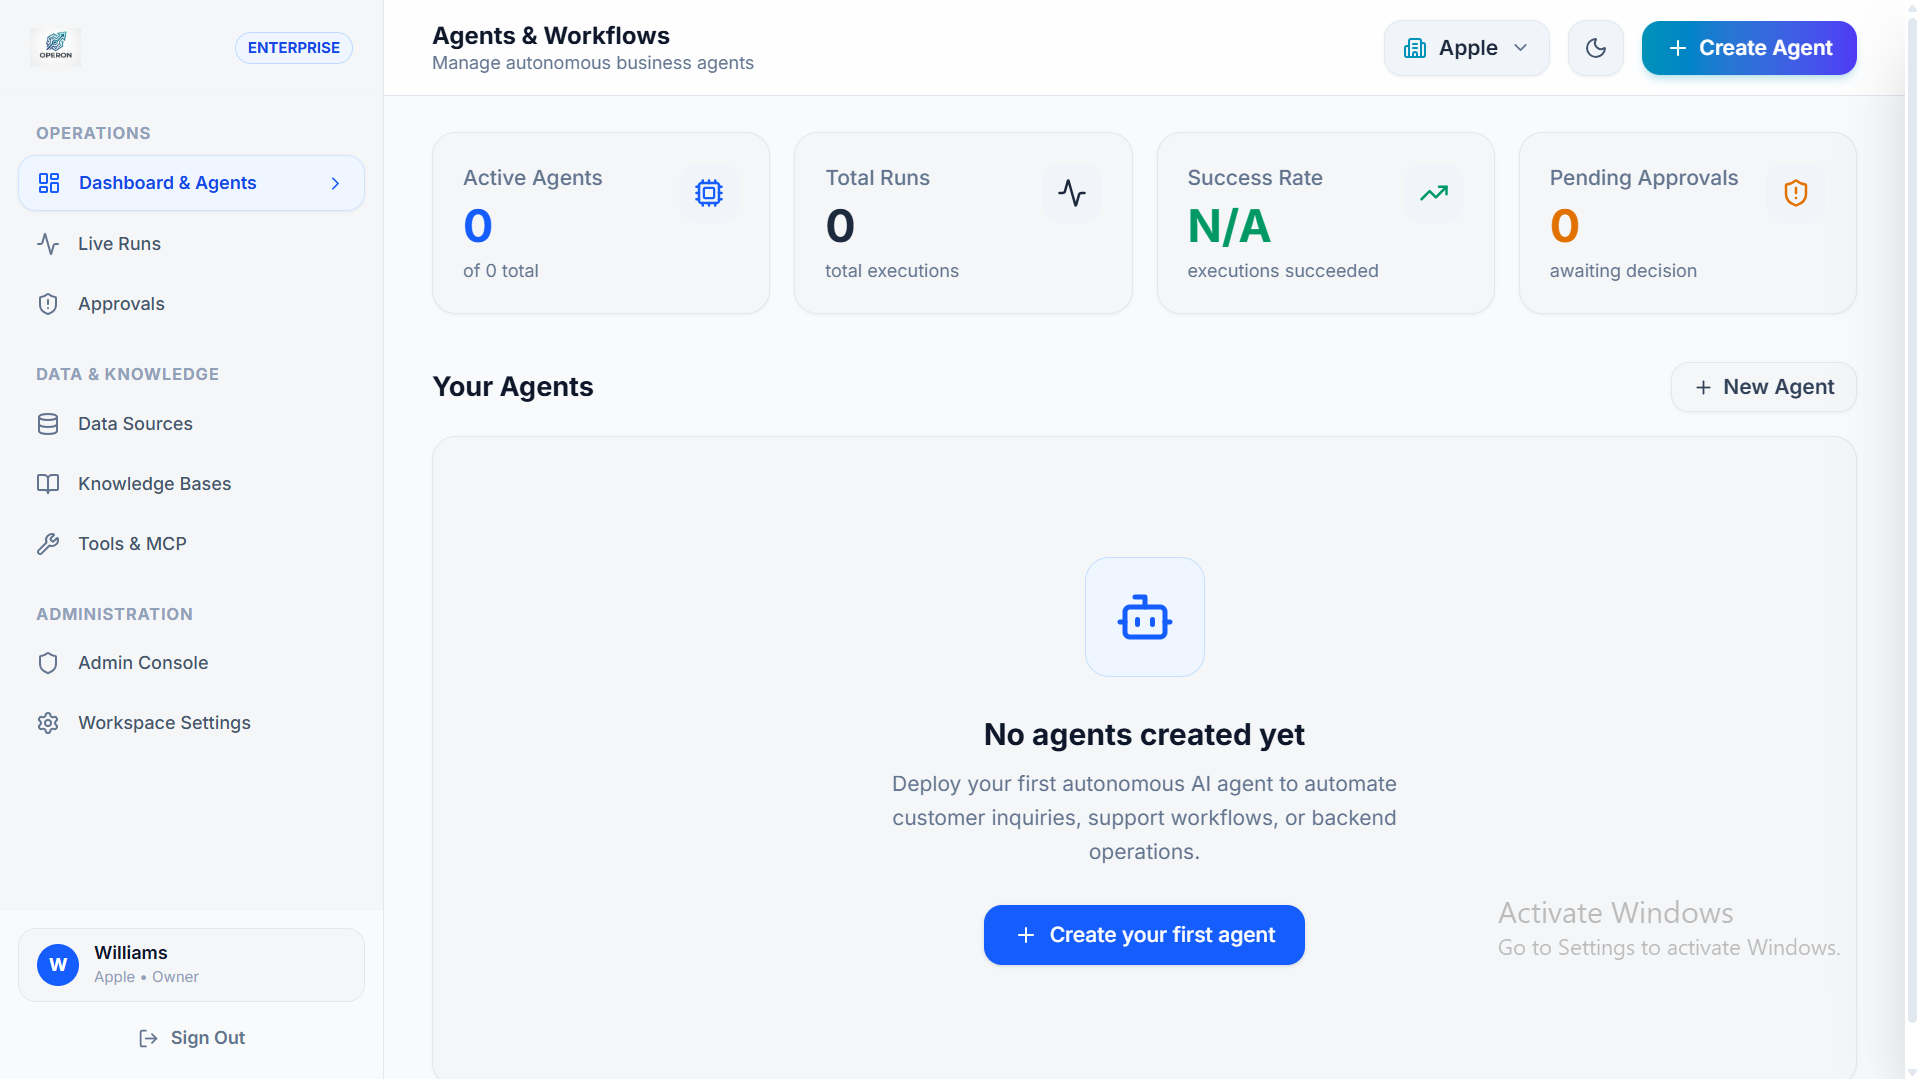 OPERON
ENTERPRISE
OPERATIONS
Dashboard & Agents
Live Runs
Approvals
DATA & KNOWLEDGE
Data Sources
Knowledge Bases
Tools & MCP
ADMINISTRATION
Admin Console
Workspace Settings
W
Williams
Apple • Owner
Sign Out
Agents & Workflows
Manage autonomous business agents
Apple
Create Agent
Active Agents
0
of 0 total
Total Runs
0
total executions
Success Rate
N/A
executions succeeded
Pending Approvals
0
awaiting decision
Your Agents
New Agent
No agents created yet
Deploy your first autonomous AI agent to automate
customer inquiries, support workflows, or backend
operations.
Create your first agent
Activate Windows
Go to Settings to activate Windows.